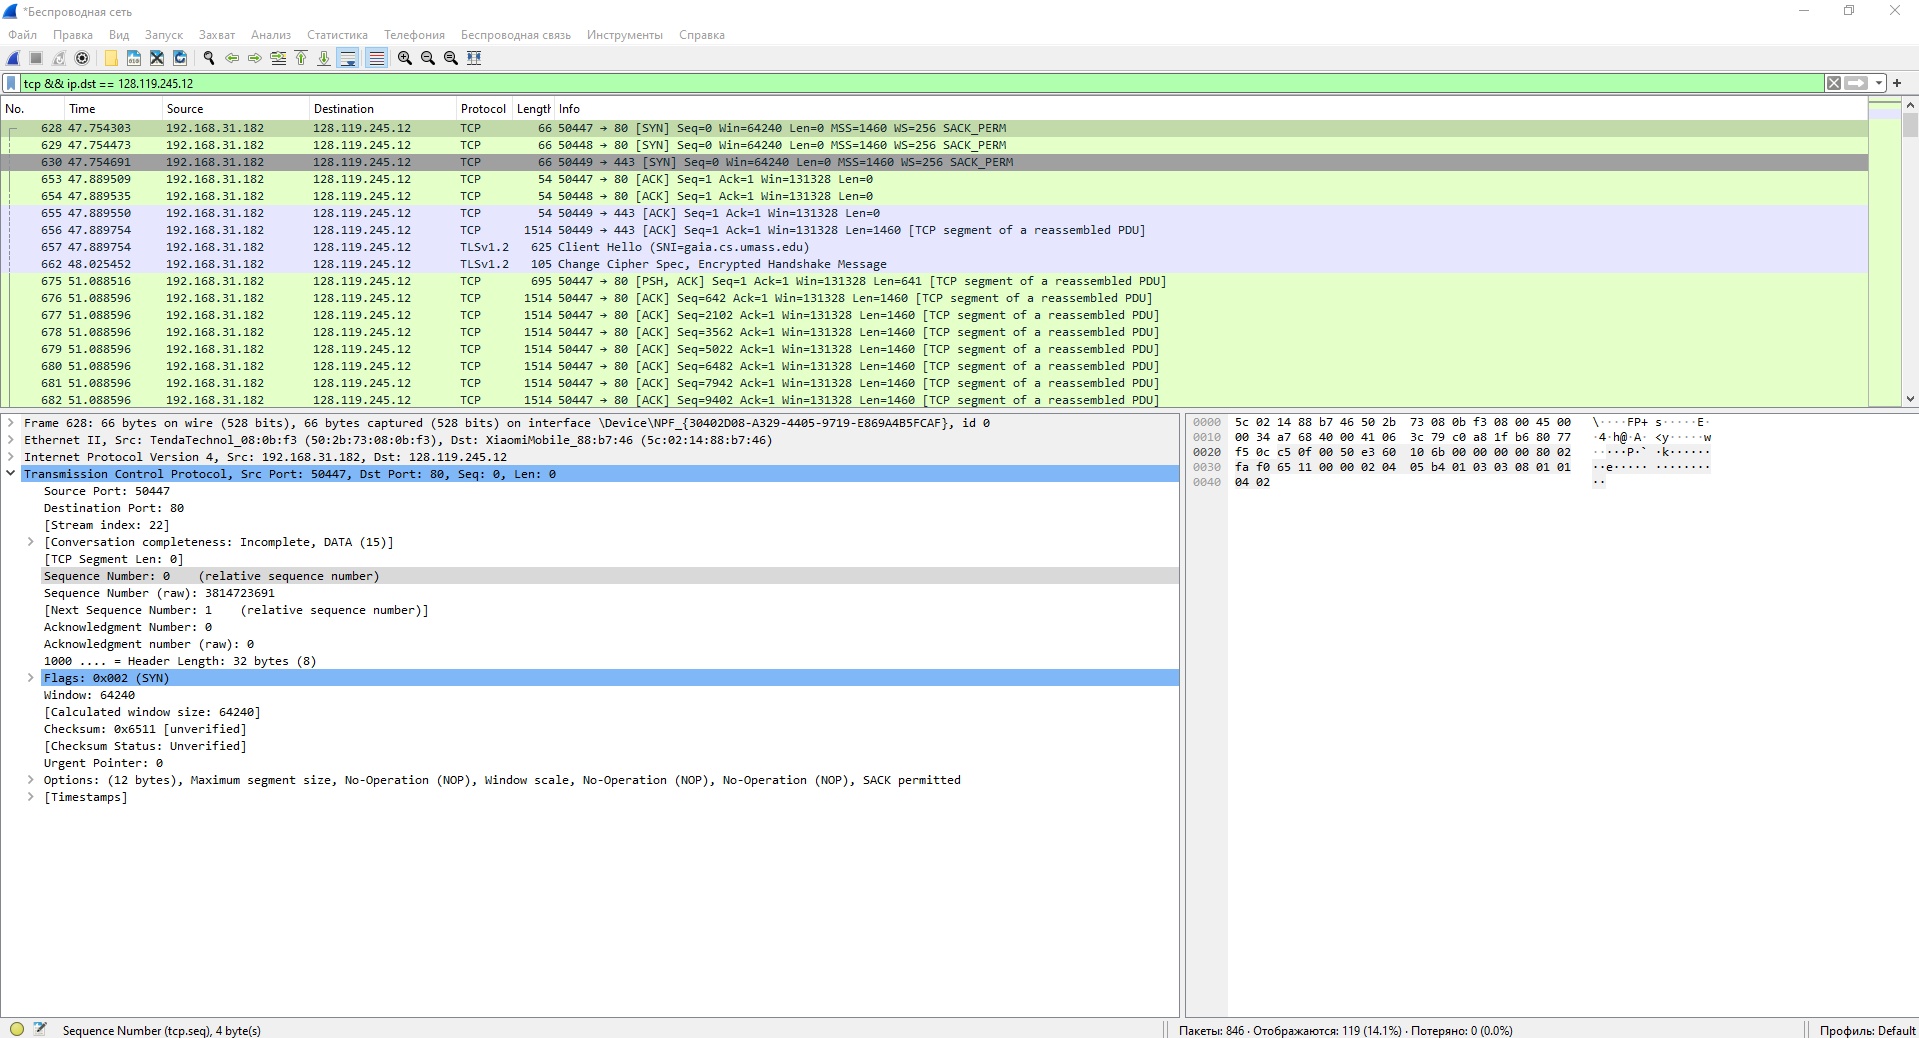 *Беспроводная сеть
Файл Правка Вид Запуск Захват Анализ Статистика Телефония Беспроводная связь Инструменты Справка
tcp && ip.dst == 128.119.245.12
No. Time Source Destination Protocol Length Info
628 47.754303 192.168.31.182 128.119.245.12 TCP 66 50447 → 80 [SYN] Seq=0 Win=64240 Len=0 MSS=1460 WS=256 SACK_PERM
629 47.754473 192.168.31.182 128.119.245.12 TCP 66 50448 → 80 [SYN] Seq=0 Win=64240 Len=0 MSS=1460 WS=256 SACK_PERM
630 47.754691 192.168.31.182 128.119.245.12 TCP 66 50449 → 443 [SYN] Seq=0 Win=64240 Len=0 MSS=1460 WS=256 SACK_PERM
653 47.889509 192.168.31.182 128.119.245.12 TCP 54 50447 → 80 [ACK] Seq=1 Ack=1 Win=131328 Len=0
654 47.889535 192.168.31.182 128.119.245.12 TCP 54 50448 → 80 [ACK] Seq=1 Ack=1 Win=131328 Len=0
655 47.889550 192.168.31.182 128.119.245.12 TCP 54 50449 → 443 [ACK] Seq=1 Ack=1 Win=131328 Len=0
656 47.889754 192.168.31.182 128.119.245.12 TCP 1514 50449 → 443 [ACK] Seq=1 Ack=1 Win=131328 Len=1460 [TCP segment of a reassembled PDU]
657 47.889754 192.168.31.182 128.119.245.12 TLSv1.2 625 Client Hello (SNI=gaia.cs.umass.edu)
662 48.025452 192.168.31.182 128.119.245.12 TLSv1.2 105 Change Cipher Spec, Encrypted Handshake Message
675 51.088516 192.168.31.182 128.119.245.12 TCP 695 50447 → 80 [PSH, ACK] Seq=1 Ack=1 Win=131328 Len=641 [TCP segment of a reassembled PDU]
676 51.088596 192.168.31.182 128.119.245.12 TCP 1514 50447 → 80 [ACK] Seq=642 Ack=1 Win=131328 Len=1460 [TCP segment of a reassembled PDU]
677 51.088596 192.168.31.182 128.119.245.12 TCP 1514 50447 → 80 [ACK] Seq=2102 Ack=1 Win=131328 Len=1460 [TCP segment of a reassembled PDU]
678 51.088596 192.168.31.182 128.119.245.12 TCP 1514 50447 → 80 [ACK] Seq=3562 Ack=1 Win=131328 Len=1460 [TCP segment of a reassembled PDU]
679 51.088596 192.168.31.182 128.119.245.12 TCP 1514 50447 → 80 [ACK] Seq=5022 Ack=1 Win=131328 Len=1460 [TCP segment of a reassembled PDU]
680 51.088596 192.168.31.182 128.119.245.12 TCP 1514 50447 → 80 [ACK] Seq=6482 Ack=1 Win=131328 Len=1460 [TCP segment of a reassembled PDU]
681 51.088596 192.168.31.182 128.119.245.12 TCP 1514 50447 → 80 [ACK] Seq=7942 Ack=1 Win=131328 Len=1460 [TCP segment of a reassembled PDU]
682 51.088596 192.168.31.182 128.119.245.12 TCP 1514 50447 → 80 [ACK] Seq=9402 Ack=1 Win=131328 Len=1460 [TCP segment of a reassembled PDU]
Frame 628: 66 bytes on wire (528 bits), 66 bytes captured (528 bits) on interface \Device\NPF_{30402D08-A329-4405-9719-E869A4B5FCAF}, id 0
Ethernet II, Src: TendaTechnol_08:0b:f3 (50:2b:73:08:0b:f3), Dst: XiaomiMobile_88:b7:46 (5c:02:14:88:b7:46)
Internet Protocol Version 4, Src: 192.168.31.182, Dst: 128.119.245.12
Transmission Control Protocol, Src Port: 50447, Dst Port: 80, Seq: 0, Len: 0
Source Port: 50447
Destination Port: 80
[Stream index: 22]
[Conversation completeness: Incomplete, DATA (15)]
[TCP Segment Len: 0]
Sequence Number: 0    (relative sequence number)
Sequence Number (raw): 3814723691
[Next Sequence Number: 1    (relative sequence number)]
Acknowledgment Number: 0
Acknowledgment number (raw): 0
1000 .... = Header Length: 32 bytes (8)
Flags: 0x002 (SYN)
Window: 64240
[Calculated window size: 64240]
Checksum: 0x6511 [unverified]
[Checksum Status: Unverified]
Urgent Pointer: 0
Options: (12 bytes), Maximum segment size, No-Operation (NOP), Window scale, No-Operation (NOP), No-Operation (NOP), SACK permitted
[Timestamps]
0000 5c 02 14 88 b7 46 50 2b 73 08 0b f3 08 00 45 00 \····FP+ s·····E·
0010 00 34 a7 68 40 00 41 06 3c 79 c0 a8 1f b6 80 77 ·4·h@·A· <y·····w
0020 f5 0c c5 0f 00 50 e3 60 10 6b 00 00 00 00 80 02 ·····P·` ·k······
0030 fa f0 65 11 00 00 02 04 05 b4 01 03 03 08 01 01 ··e····· ········
0040 04 02 ··
Sequence Number (tcp.seq), 4 byte(s)
Пакеты: 846 · Отображаются: 119 (14.1%) · Потеряно: 0 (0.0%)
Профиль: Default